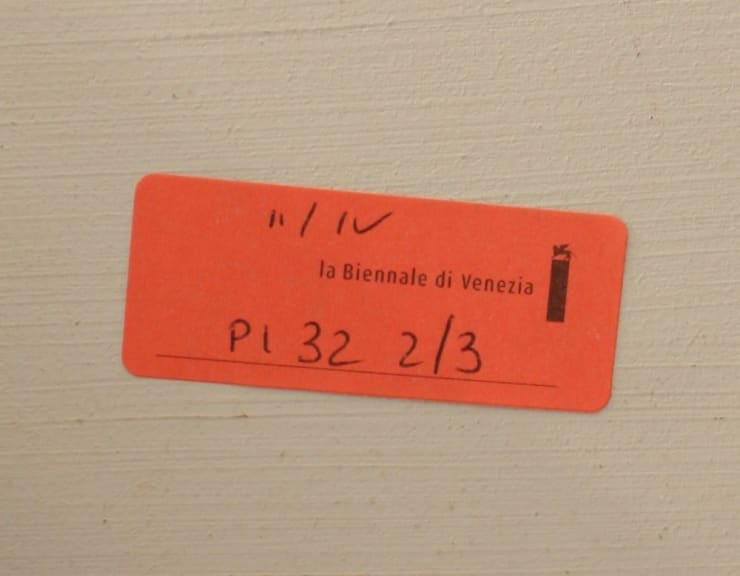 II / IV
la Biennale di Venezia
PI 32 2/3